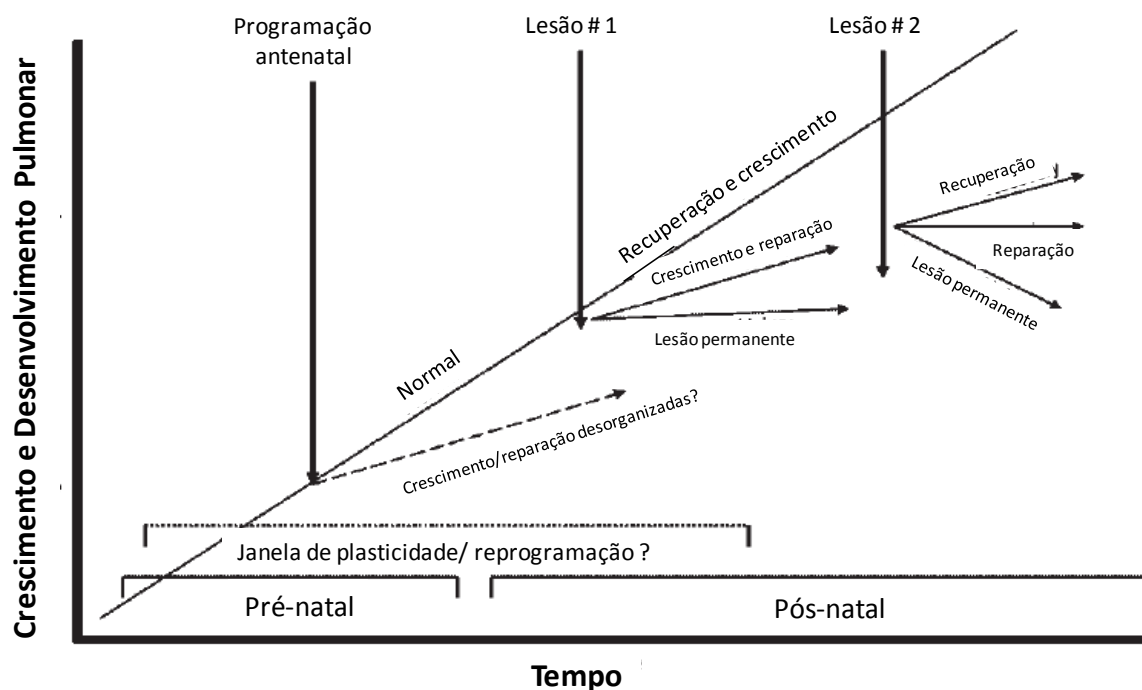 Programação
antenatal
Lesão # 1
Lesão # 2
Crescimento e Desenvolvimento Pulmonar
Recuperação e crescimento
Recuperação
Crescimento e reparação
Reparação
Lesão permanente
Lesão permanente
Normal
Crescimento/reparação desorganizadas?
Janela de plasticidade/ reprogramação ?
Pré-natal
Pós-natal
Tempo